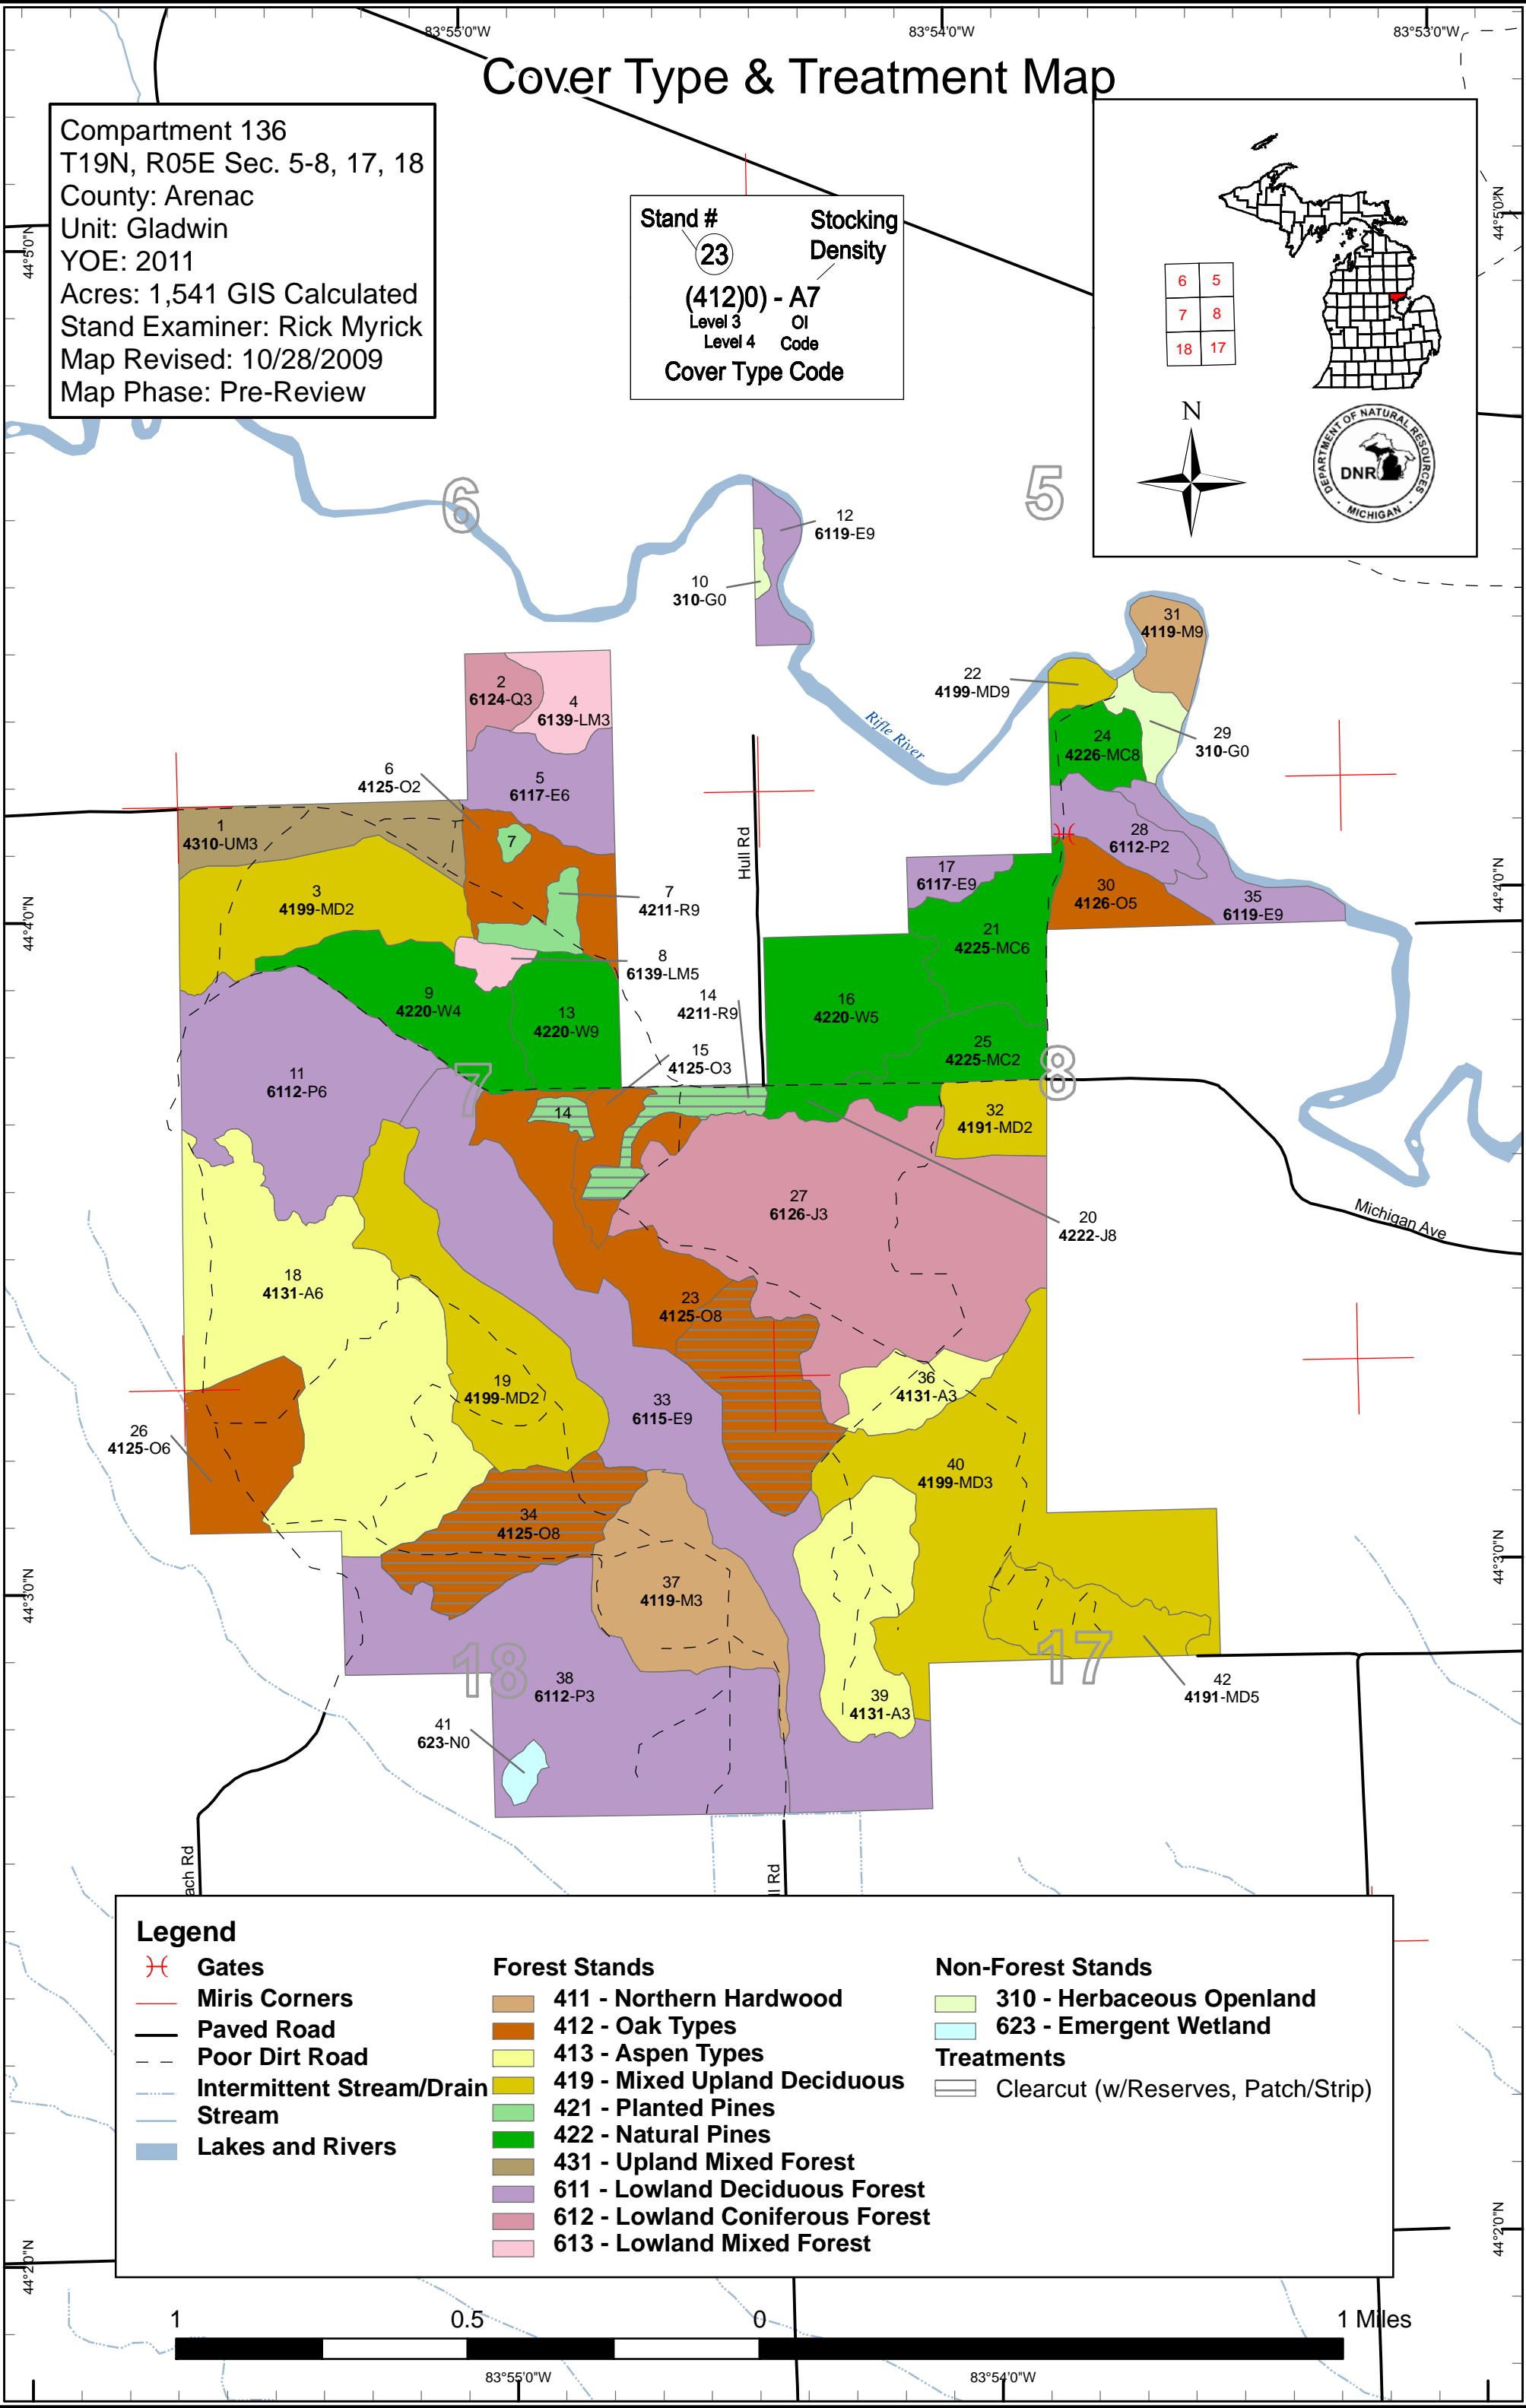 83°55'0"W
83°54'0"W
83°53'0"W
Cover Type & Treatment Map
Compartment 136
T19N, R05E Sec. 5-8, 17, 18
County: Arenac
Unit: Gladwin
YOE: 2011
Acres: 1,541 GIS Calculated
Stand Examiner: Rick Myrick
Map Revised: 10/28/2009
Map Phase: Pre-Review
Stand #
Stocking
Density
23
(412)0) - A7
Level 3
OI
Level 4
Code
Cover Type Code
6 5
7 8
18 17
N
DEPARTMENT OF NATURAL RESOURCES
DNR
MICHIGAN
44°5'0"N
44°5'0"N
6
5
12
6119-E9
10
310-G0
31
4119-M9
22
4199-MD9
2
6124-Q3
4
6139-LM3
Rifle River
24
4226-MC8
29
310-G0
6
4125-O2
5
6117-E6
1
4310-UM3
7
28
6112-P2
Hull Rd
17
6117-E9
3
4199-MD2
7
4211-R9
30
4126-O5
35
6119-E9
44°4'0"N
44°4'0"N
21
4225-MC6
8
6139-LM5
9
4220-W4
13
4220-W9
14
4211-R9
16
4220-W5
25
4225-MC2
15
4125-O3
11
6112-P6
7
8
14
32
4191-MD2
27
6126-J3
20
4222-J8
Michigan Ave
18
4131-A6
23
4125-O8
19
4199-MD2
36
4131-A3
33
6115-E9
26
4125-O6
40
4199-MD3
34
4125-O8
37
4119-M3
44°3'0"N
44°3'0"N
18
17
38
6112-P3
39
4131-A3
42
4191-MD5
41
623-N0
ach Rd
ll Rd
Legend
Gates
Miris Corners
Paved Road
Poor Dirt Road
Intermittent Stream/Drain
Stream
Lakes and Rivers
Forest Stands
411 - Northern Hardwood
412 - Oak Types
413 - Aspen Types
419 - Mixed Upland Deciduous
421 - Planted Pines
422 - Natural Pines
431 - Upland Mixed Forest
611 - Lowland Deciduous Forest
612 - Lowland Coniferous Forest
613 - Lowland Mixed Forest
Non-Forest Stands
310 - Herbaceous Openland
623 - Emergent Wetland
Treatments
Clearcut (w/Reserves, Patch/Strip)
44°2'0"N
44°2'0"N
1 0.5 0 1 Miles
83°55'0"W
83°54'0"W